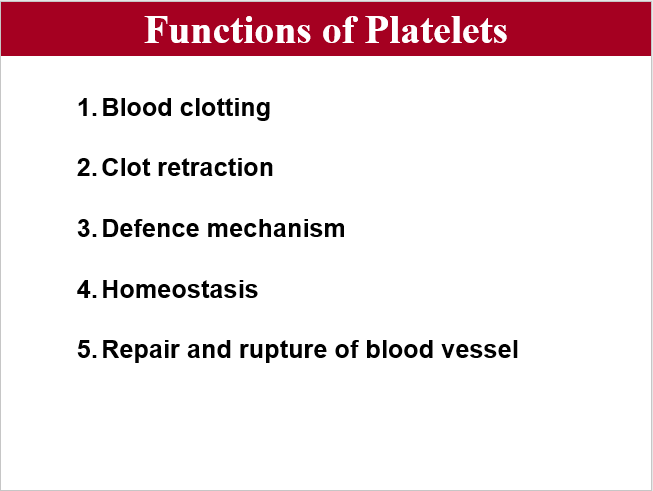 Functions of Platelets
1. Blood clotting
2. Clot retraction
3. Defence mechanism
4. Homeostasis
5. Repair and rupture of blood vessel